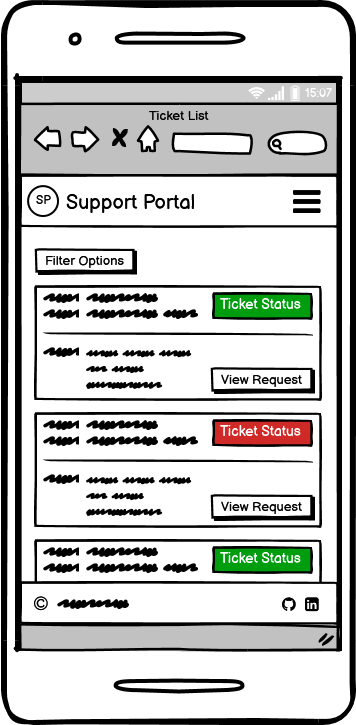 15:07
Ticket List
SP Support Portal
Filter Options
Ticket Status
View Request
Ticket Status
View Request
Ticket Status
©